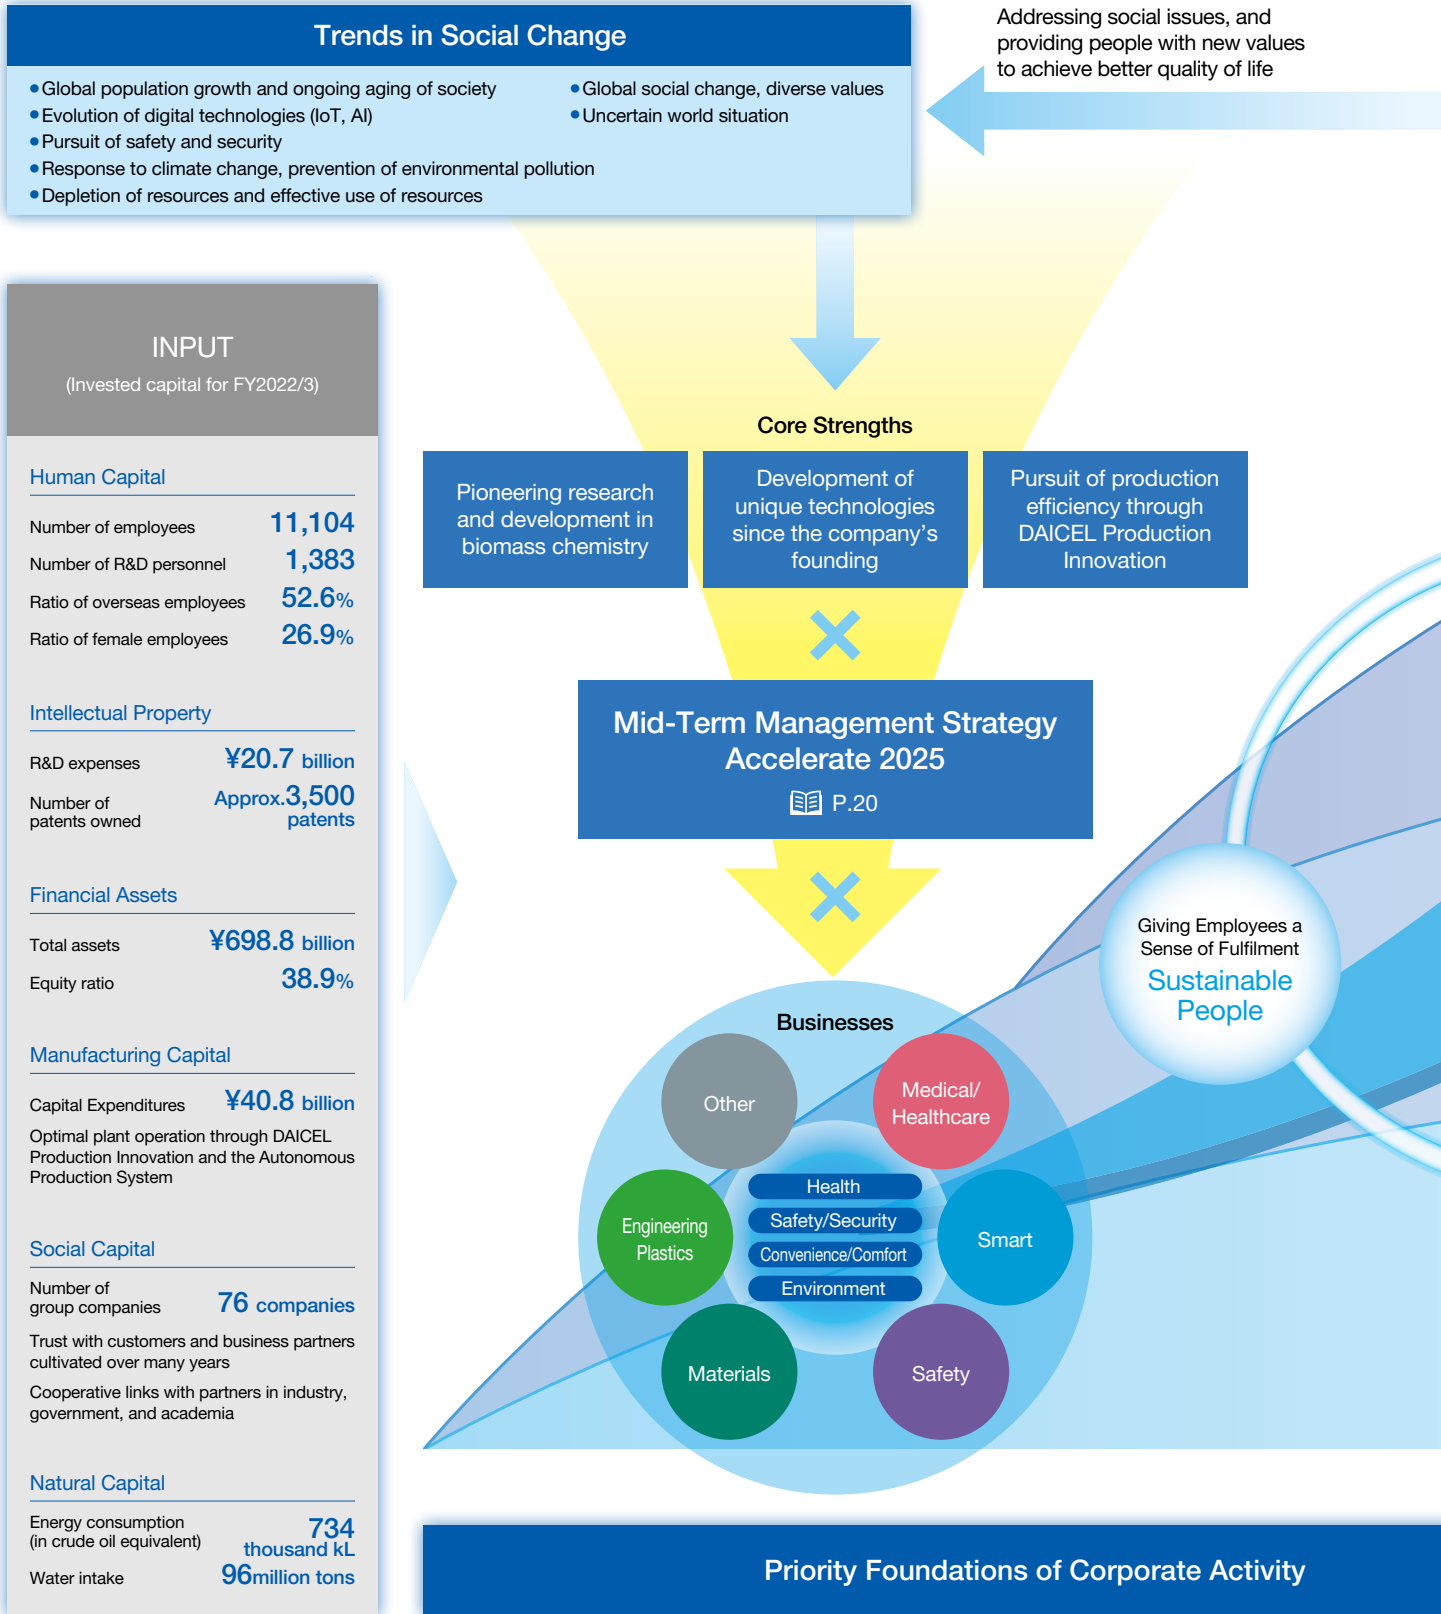 Trends in Social Change
•Global population growth and ongoing aging of society
•Evolution of digital technologies (IoT, AI)
•Pursuit of safety and security
•Response to climate change, prevention of environmental pollution
•Depletion of resources and effective use of resources
•Global social change, diverse values
•Uncertain world situation
Addressing social issues, and
providing people with new values
to achieve better quality of life
INPUT
(Invested capital for FY2022/3)
Human Capital
Number of employees 11,104
Number of R&D personnel 1,383
Ratio of overseas employees 52.6%
Ratio of female employees 26.9%
Intellectual Property
R&D expenses ¥20.7 billion
Number of
patents owned
Approx.3,500
patents
Financial Assets
Total assets ¥698.8 billion
Equity ratio 38.9%
Manufacturing Capital
Capital Expenditures ¥40.8 billion
Optimal plant operation through DAICEL
Production Innovation and the Autonomous
Production System
Social Capital
Number of
group companies
76 companies
Trust with customers and business partners
cultivated over many years
Cooperative links with partners in industry,
government, and academia
Natural Capital
Energy consumption
(in crude oil equivalent)
734
thousand kL
Water intake 96million tons
Core Strengths
Pioneering research
and development in
biomass chemistry
Development of
unique technologies
since the company's
founding
Pursuit of production
efficiency through
DAICEL Production
Innovation
Mid-Term Management Strategy
Accelerate 2025
P.20
Businesses
Other
Medical/
Healthcare
Engineering
Plastics
Health
Safety/Security
Convenience/Comfort
Environment
Smart
Materials
Safety
Giving Employees a
Sense of Fulfilment
Sustainable
People
Priority Foundations of Corporate Activity